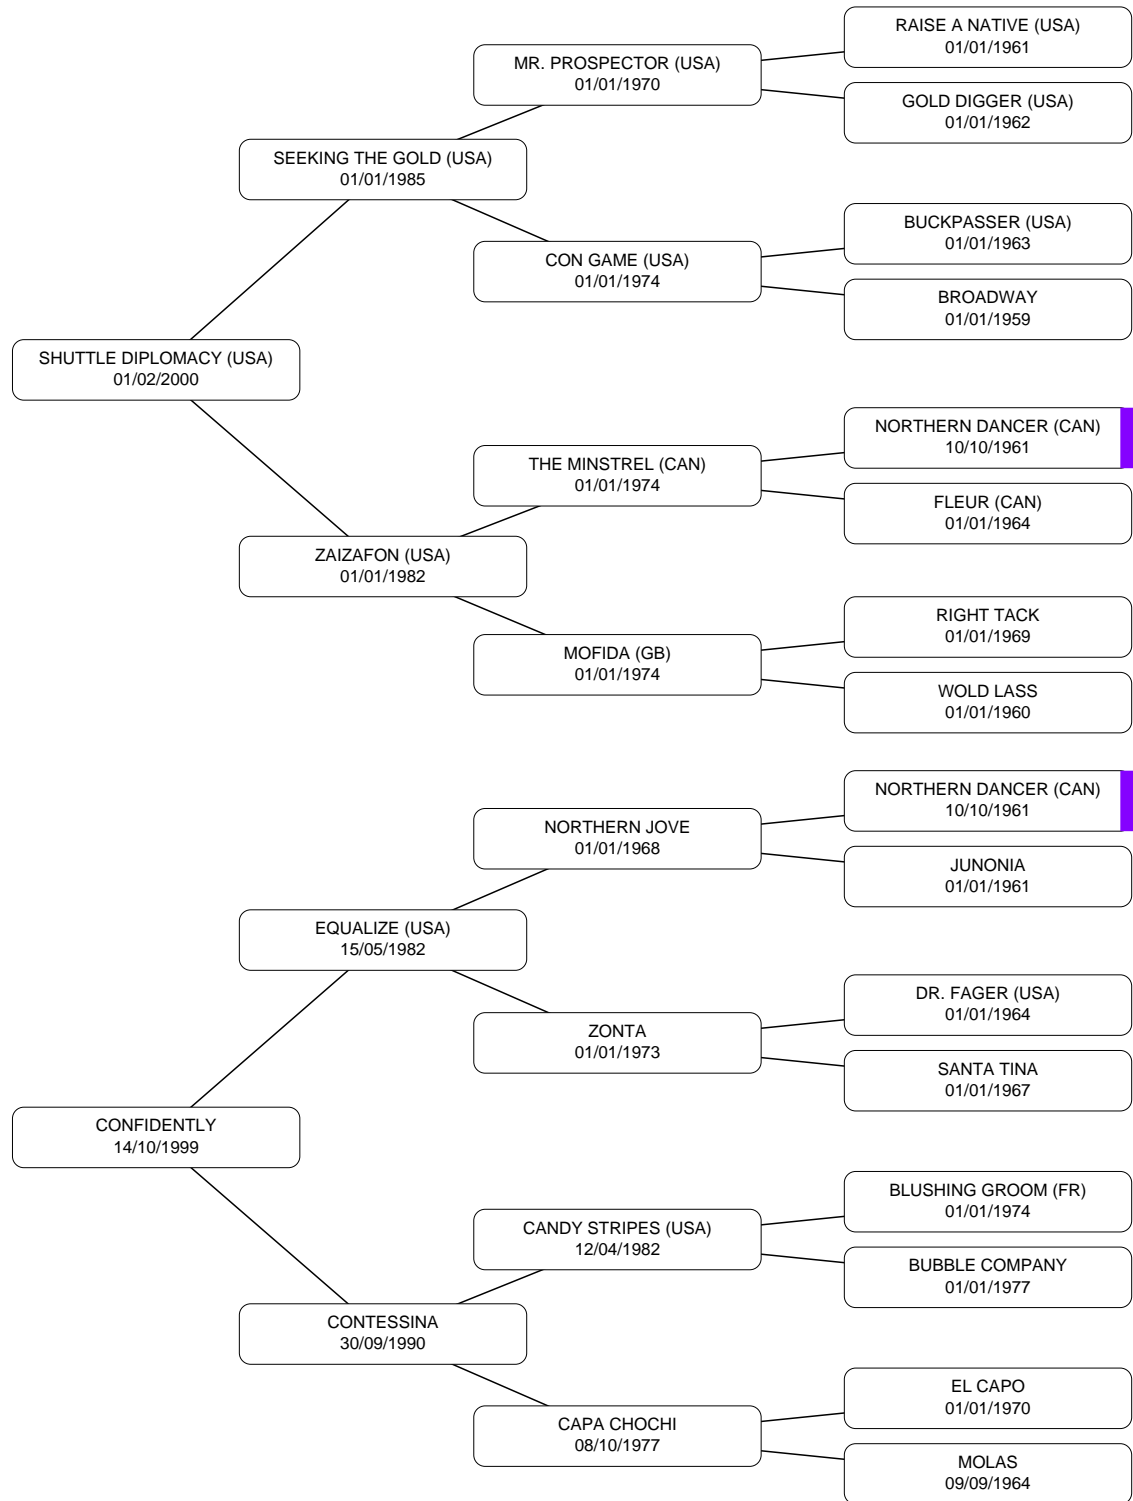 RAISE A NATIVE (USA)
01/01/1961
MR. PROSPECTOR (USA)
01/01/1970
GOLD DIGGER (USA)
01/01/1962
SEEKING THE GOLD (USA)
01/01/1985
BUCKPASSER (USA)
01/01/1963
CON GAME (USA)
01/01/1974
BROADWAY
01/01/1959
SHUTTLE DIPLOMACY (USA)
01/02/2000
NORTHERN DANCER (CAN)
10/10/1961
THE MINSTREL (CAN)
01/01/1974
FLEUR (CAN)
01/01/1964
ZAIZAFON (USA)
01/01/1982
RIGHT TACK
01/01/1969
MOFIDA (GB)
01/01/1974
WOLD LASS
01/01/1960
NORTHERN DANCER (CAN)
10/10/1961
NORTHERN JOVE
01/01/1968
JUNONIA
01/01/1961
EQUALIZE (USA)
15/05/1982
DR. FAGER (USA)
01/01/1964
ZONTA
01/01/1973
SANTA TINA
01/01/1967
CONFIDENTLY
14/10/1999
BLUSHING GROOM (FR)
01/01/1974
CANDY STRIPES (USA)
12/04/1982
BUBBLE COMPANY
01/01/1977
CONTESSINA
30/09/1990
EL CAPO
01/01/1970
CAPA CHOCHI
08/10/1977
MOLAS
09/09/1964